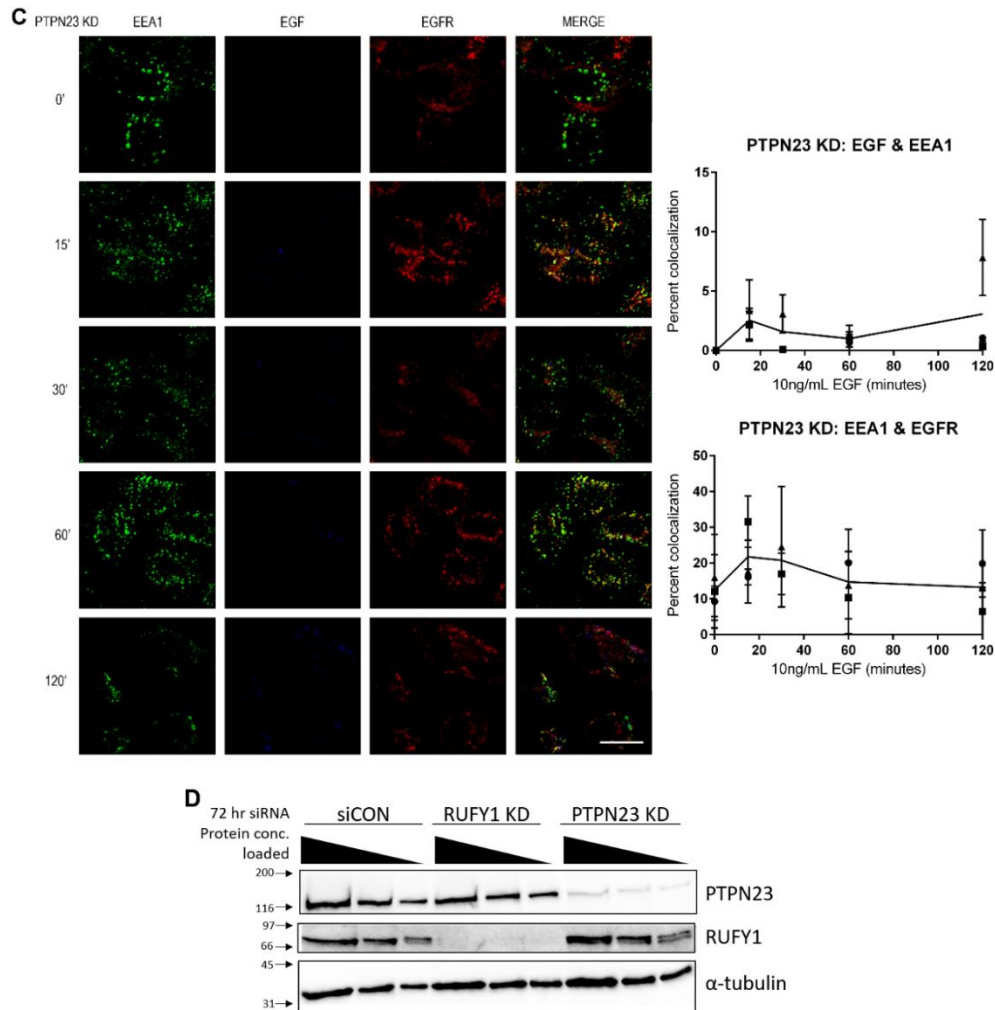 C
PTPN23 KD EEA1 EGF EGFR MERGE
0'
15'
30'
60'
120'
PTPN23 KD: EGF & EEA1
Percent colocalization
15
10
5
0
0 20 40 60 80 100 120
10ng/mL EGF (minutes)
PTPN23 KD: EEA1 & EGFR
Percent colocalization
50
40
30
20
10
0
0 20 40 60 80 100 120
10ng/mL EGF (minutes)
D
72 hr siRNA siCON RUFY1 KD PTPN23 KD
Protein conc.
loaded
200
116
PTPN23
97
66
RUFY1
45
31
α-tubulin